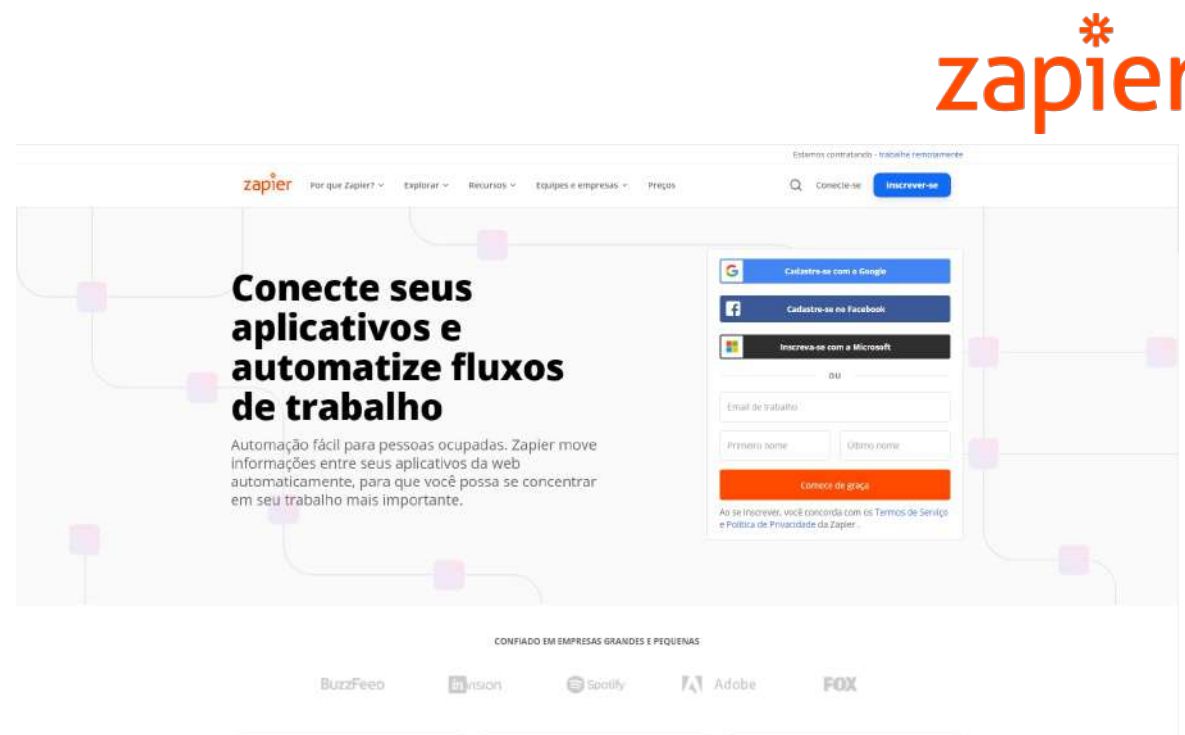 zapier
Estamos contratando - trabalhe remotamente
zapier Por que Zapier? Explorar Recursos Equipes e empresas Preços Conecte-se Inscrever-se
Conecte seus
aplicativos e
automatize fluxos
de trabalho
Automação fácil para pessoas ocupadas. Zapier move
informações entre seus aplicativos da web
automaticamente, para que você possa se concentrar
em seu trabalho mais importante.
Cadastre-se com o Google
Cadastre-se no Facebook
Inscreva-se com a Microsoft
OU
Email de trabalho
Primeiro nome Último nome
Comece de graça
Ao se inscrever, você concorda com os Termos de Serviço
e Política de Privacidade da Zapier .
CONFIADO EM EMPRESAS GRANDES E PEQUENAS
BuzzFeed invision Spotify Adobe FOX